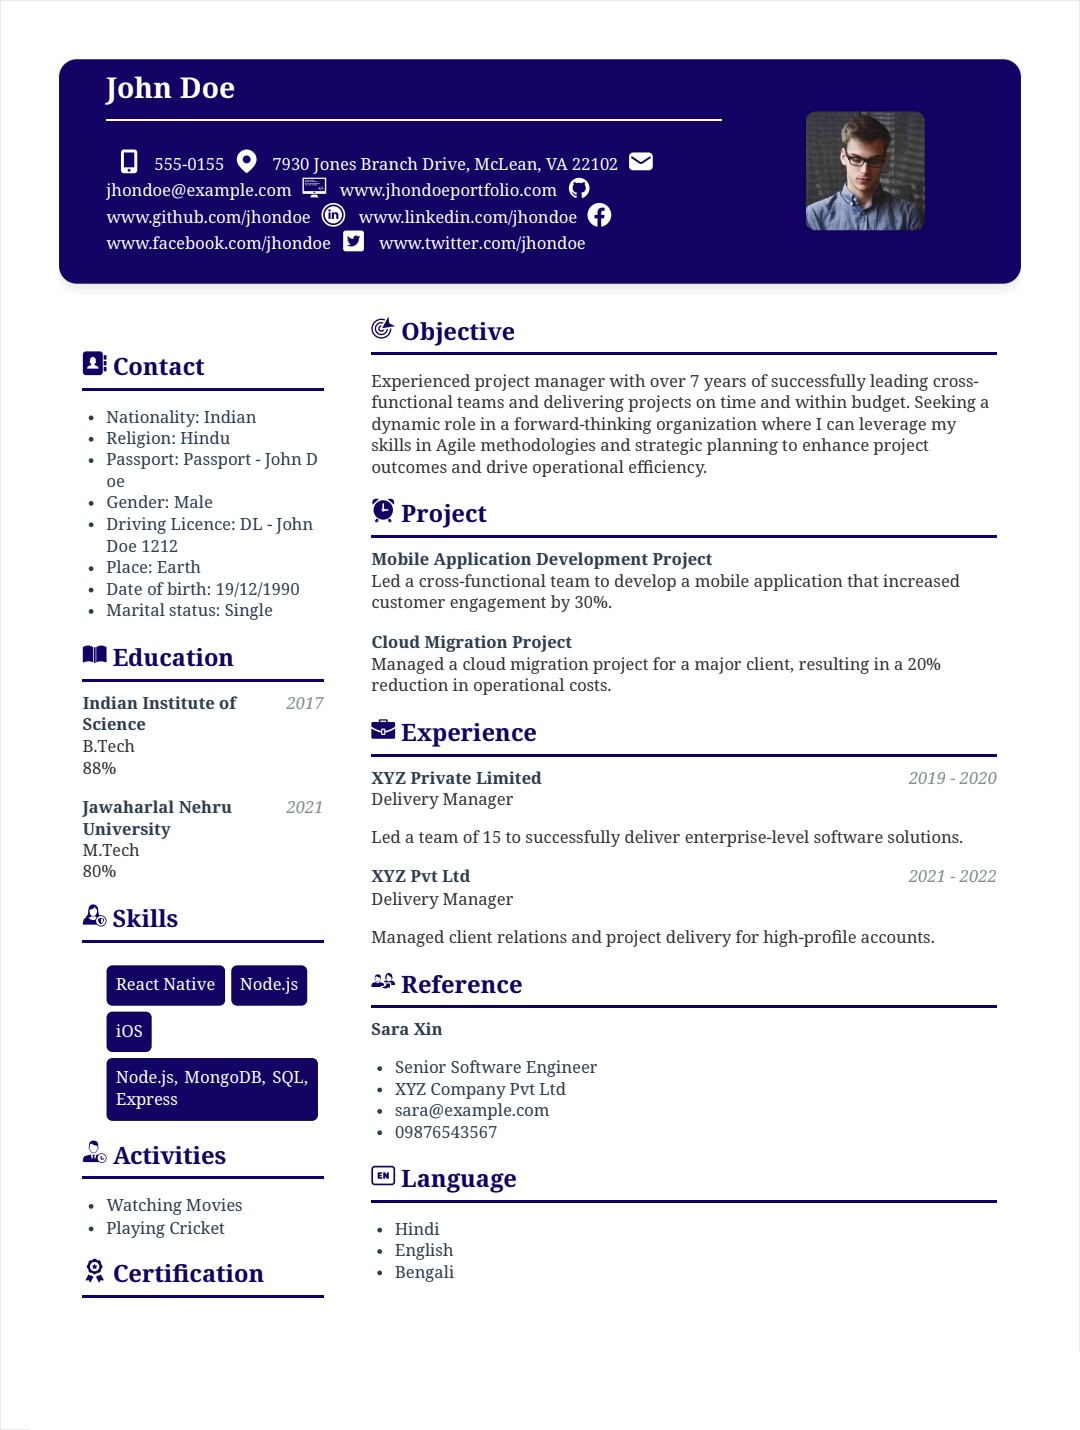 John Doe
555-0155 7930 Jones Branch Drive, McLean, VA 22102
jhondoe@example.com www.jhondoeportfolio.com
www.github.com/jhondoe www.linkedin.com/jhondoe
www.facebook.com/jhondoe www.twitter.com/jhondoe
Contact
Nationality: Indian
Religion: Hindu
Passport: Passport - John D
oe
Gender: Male
Driving Licence: DL - John
Doe 1212
Place: Earth
Date of birth: 19/12/1990
Marital status: Single
Education
Indian Institute of 2017
Science
B.Tech
88%
Jawaharlal Nehru 2021
University
M.Tech
80%
Skills
React Native Node.js
iOS
Node.js, MongoDB, SQL,
Express
Activities
Watching Movies
Playing Cricket
Certification
Objective
Experienced project manager with over 7 years of successfully leading cross-
functional teams and delivering projects on time and within budget. Seeking a
dynamic role in a forward-thinking organization where I can leverage my
skills in Agile methodologies and strategic planning to enhance project
outcomes and drive operational efficiency.
Project
Mobile Application Development Project
Led a cross-functional team to develop a mobile application that increased
customer engagement by 30%.
Cloud Migration Project
Managed a cloud migration project for a major client, resulting in a 20%
reduction in operational costs.
Experience
XYZ Private Limited 2019 - 2020
Delivery Manager
Led a team of 15 to successfully deliver enterprise-level software solutions.
XYZ Pvt Ltd 2021 - 2022
Delivery Manager
Managed client relations and project delivery for high-profile accounts.
Reference
Sara Xin
Senior Software Engineer
XYZ Company Pvt Ltd
sara@example.com
09876543567
EN Language
Hindi
English
Bengali